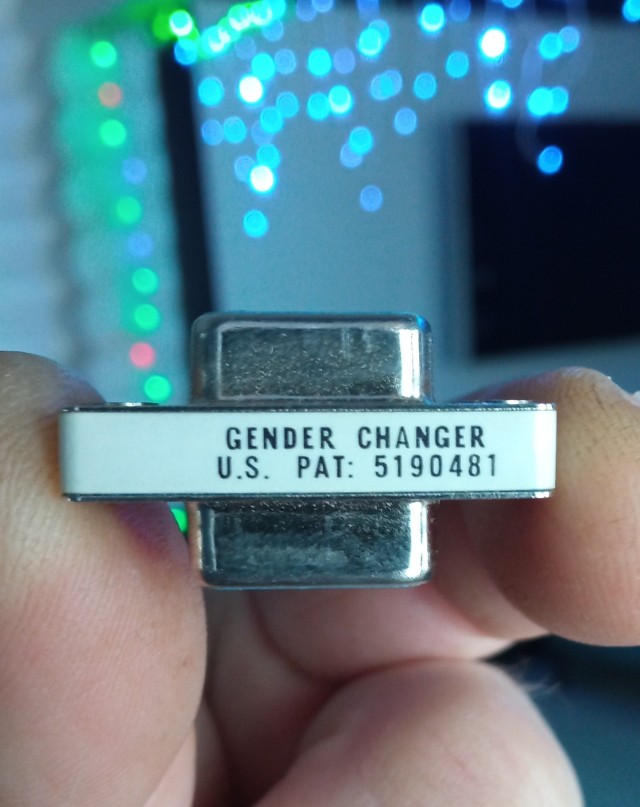 GENDER CHANGER
U.S. PAT: 5190481